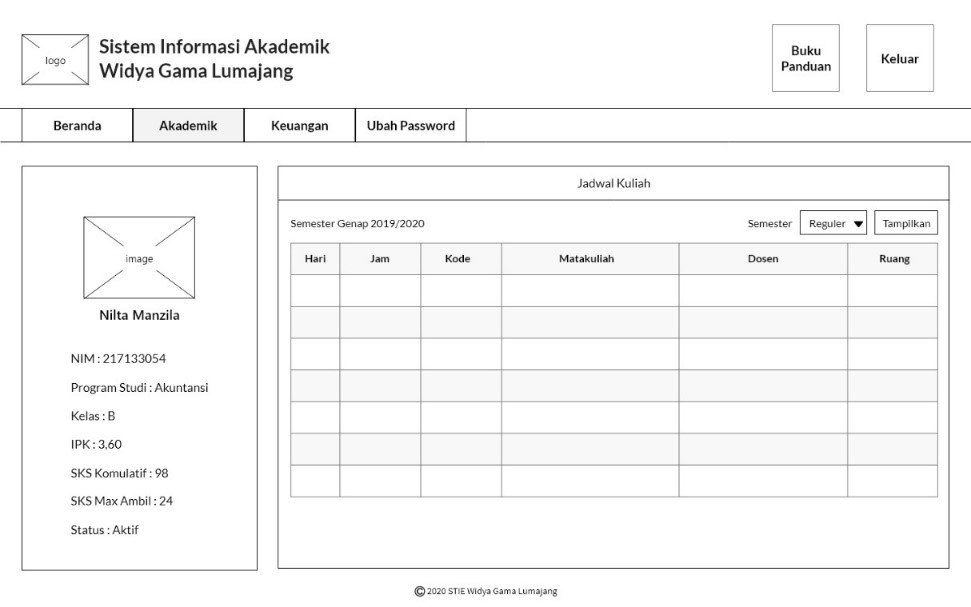 logo
Sistem Informasi Akademik
Widya Gama Lumajang
Buku
Panduan
Keluar
Beranda
Akademik
Keuangan
Ubah Password
image
Nilta Manzila
NIM : 217133054
Program Studi : Akuntansi
Kelas : B
IPK : 3,60
SKS Komulatif : 98
SKS Max Ambil : 24
Status : Aktif
Jadwal Kuliah
Semester Genap 2019/2020
Semester
Reguler
Tampilkan
Hari
Jam
Kode
Matakuliah
Dosen
Ruang
© 2020 STIE Widya Gama Lumajang